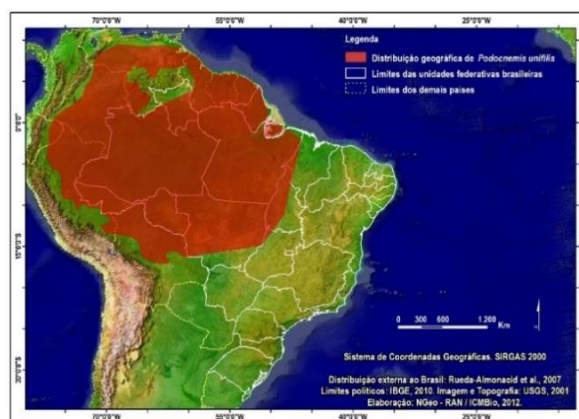 70°0'0"W 55°0'0"W 40°0'0"W 25°0'0"W
Legenda
Distribuição geográfica de Podocnemis unifilis
Limites das unidades federativas brasileiras
Limites dos demais países
0°0'0"
15°0'0"S
30°0'0"S
0 300 600 1.200
Km
Sistema de Coordenadas Geográficas. SIRGAS 2000
Distribuição externa ao Brasil: Rueda-Almonacid et al., 2007
Limites políticos: IBGE, 2010. Imagem e Topografia: USGS, 2001
Elaboração: NGeo - RAN / ICMBio, 2012.
70°0'0"W 55°0'0"W 40°0'0"W 25°0'0"W